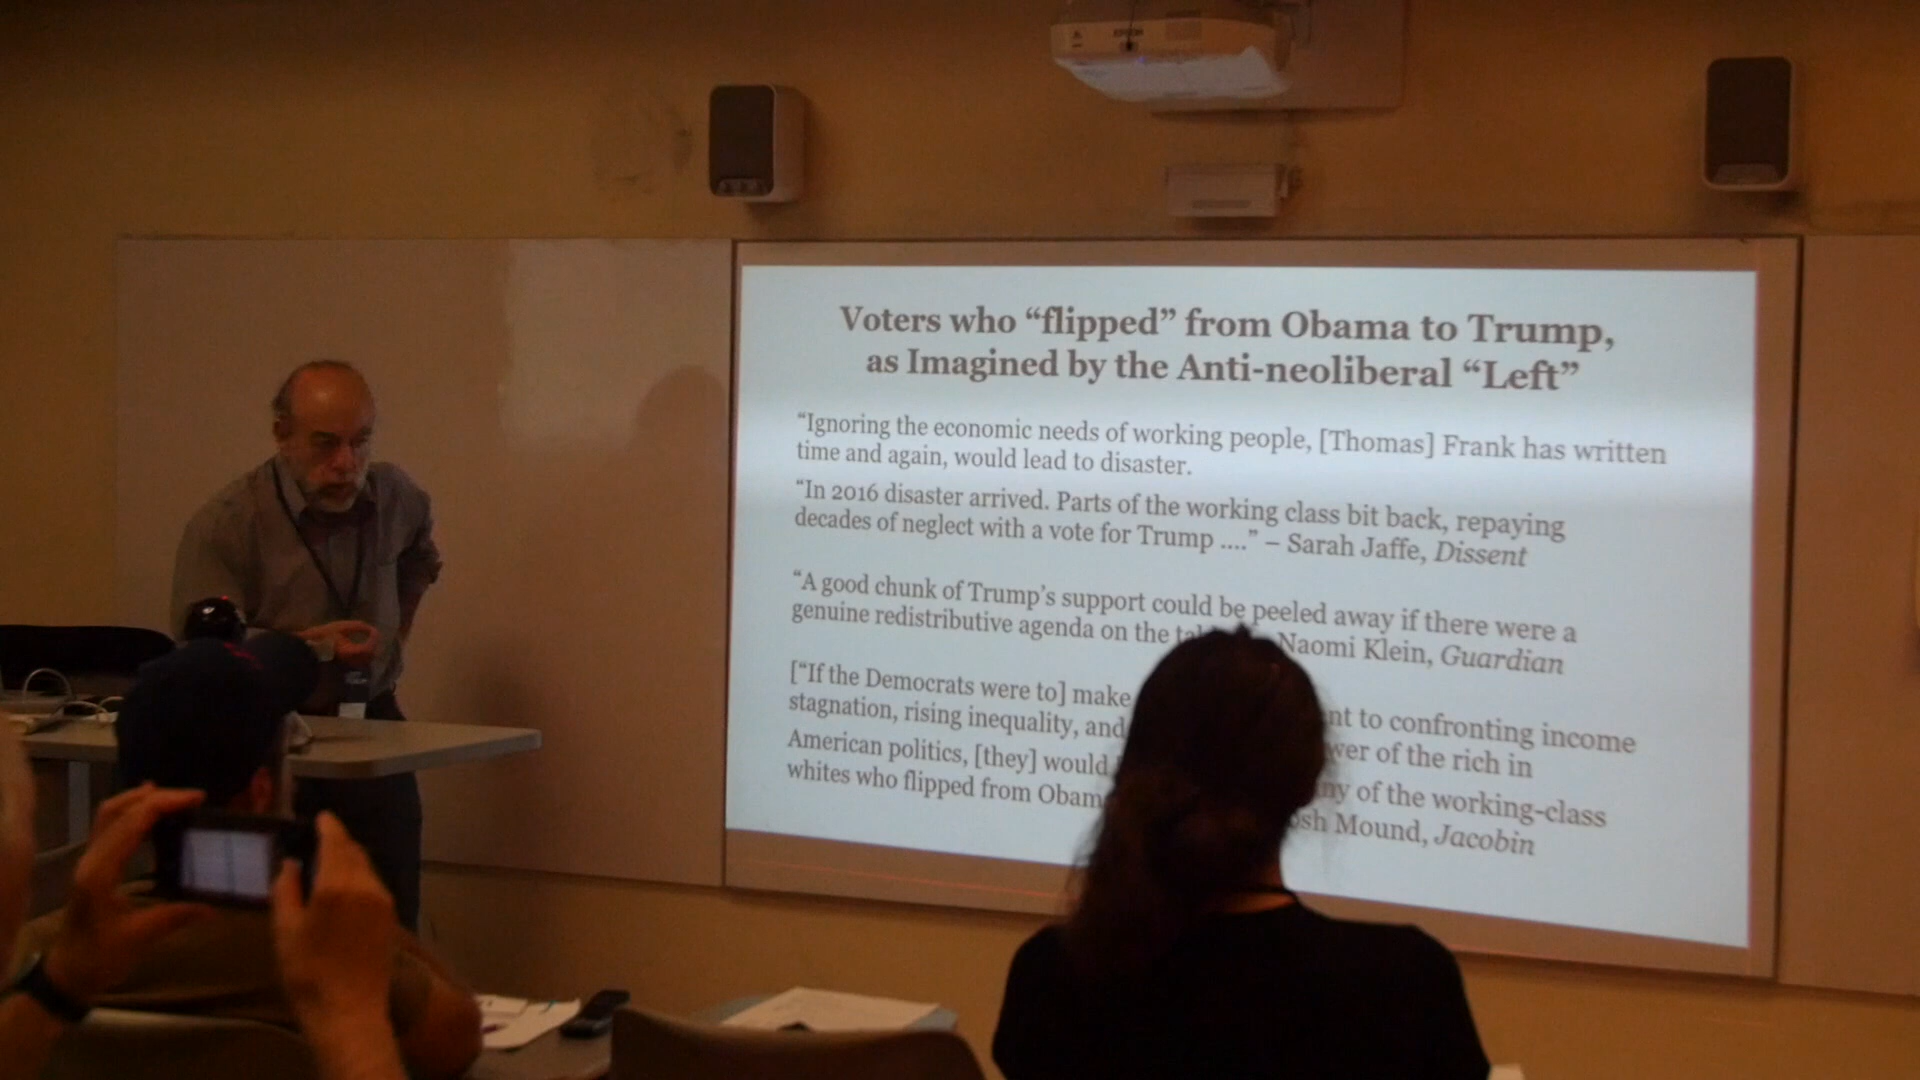 EPSON
Voters who “flipped” from Obama to Trump,
as Imagined by the Anti-neoliberal “Left”
“Ignoring the economic needs of working people, [Thomas] Frank has written
time and again, would lead to disaster.
“In 2016 disaster arrived. Parts of the working class bit back, repaying
decades of neglect with a vote for Trump ....” – Sarah Jaffe, Dissent
“A good chunk of Trump’s support could be peeled away if there were a
genuine redistributive agenda on the Naomi Klein, Guardian
[“If the Democrats were to] make to confronting income
stagnation, rising inequality, and of the rich in
American politics, [they] would of the working-class
whites who flipped from Mound, Jacobin